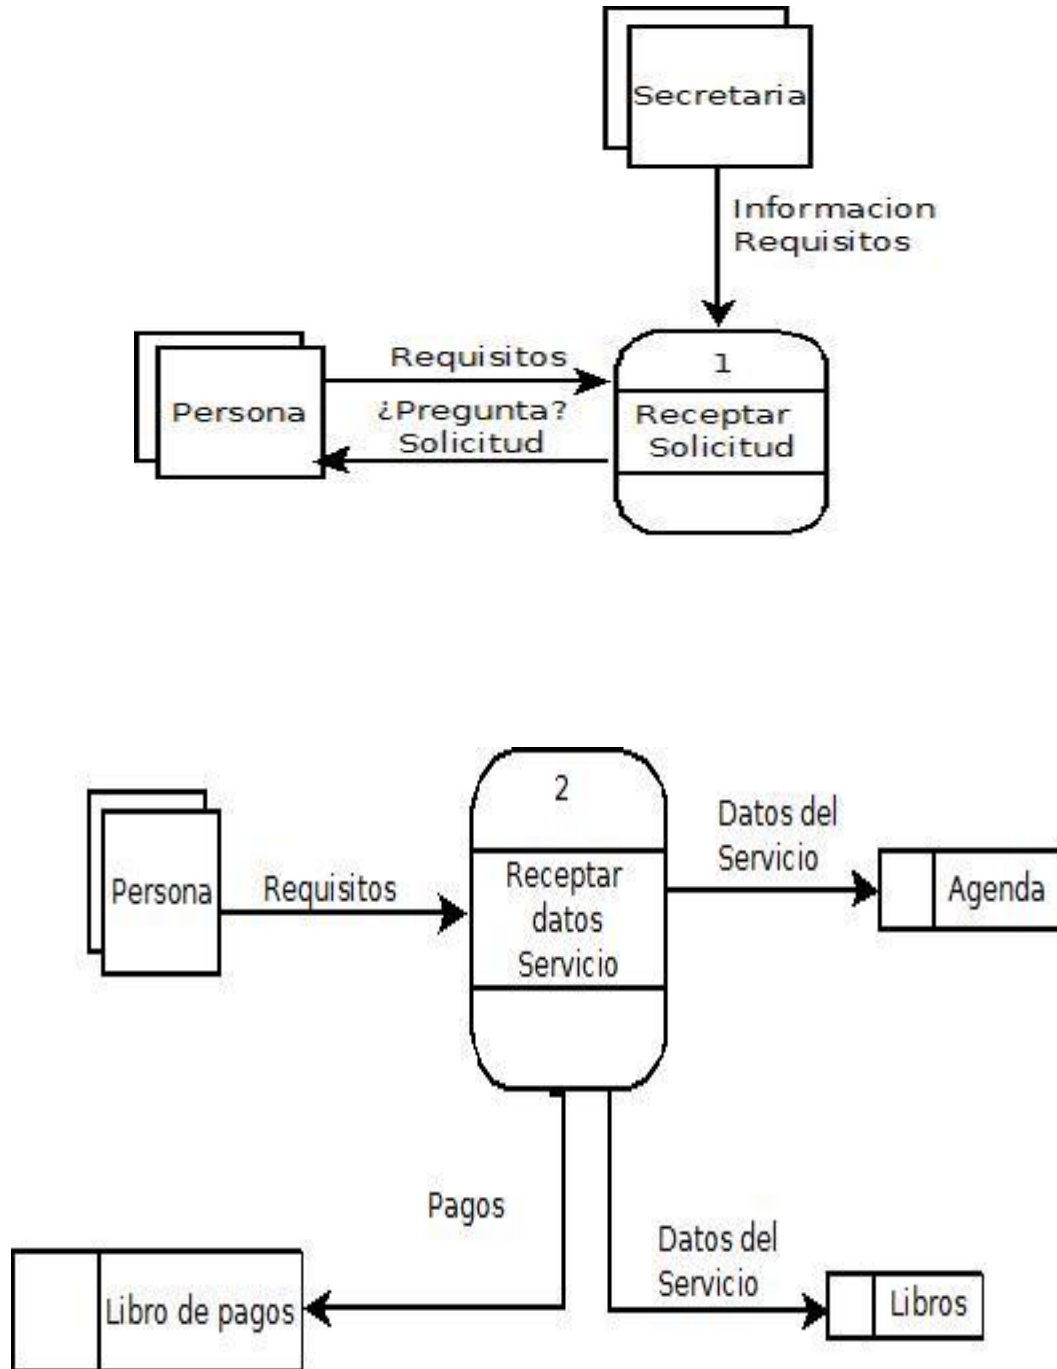 Secretaria
Informacion
Requisitos
Requisitos
1
Persona
¿Pregunta?
Solicitud
Receptar
Solicitud
2
Datos del
Servicio
Persona
Requisitos
Receptar
datos
Servicio
Agenda
Pagos
Datos del
Servicio
Libro de pagos
Libros